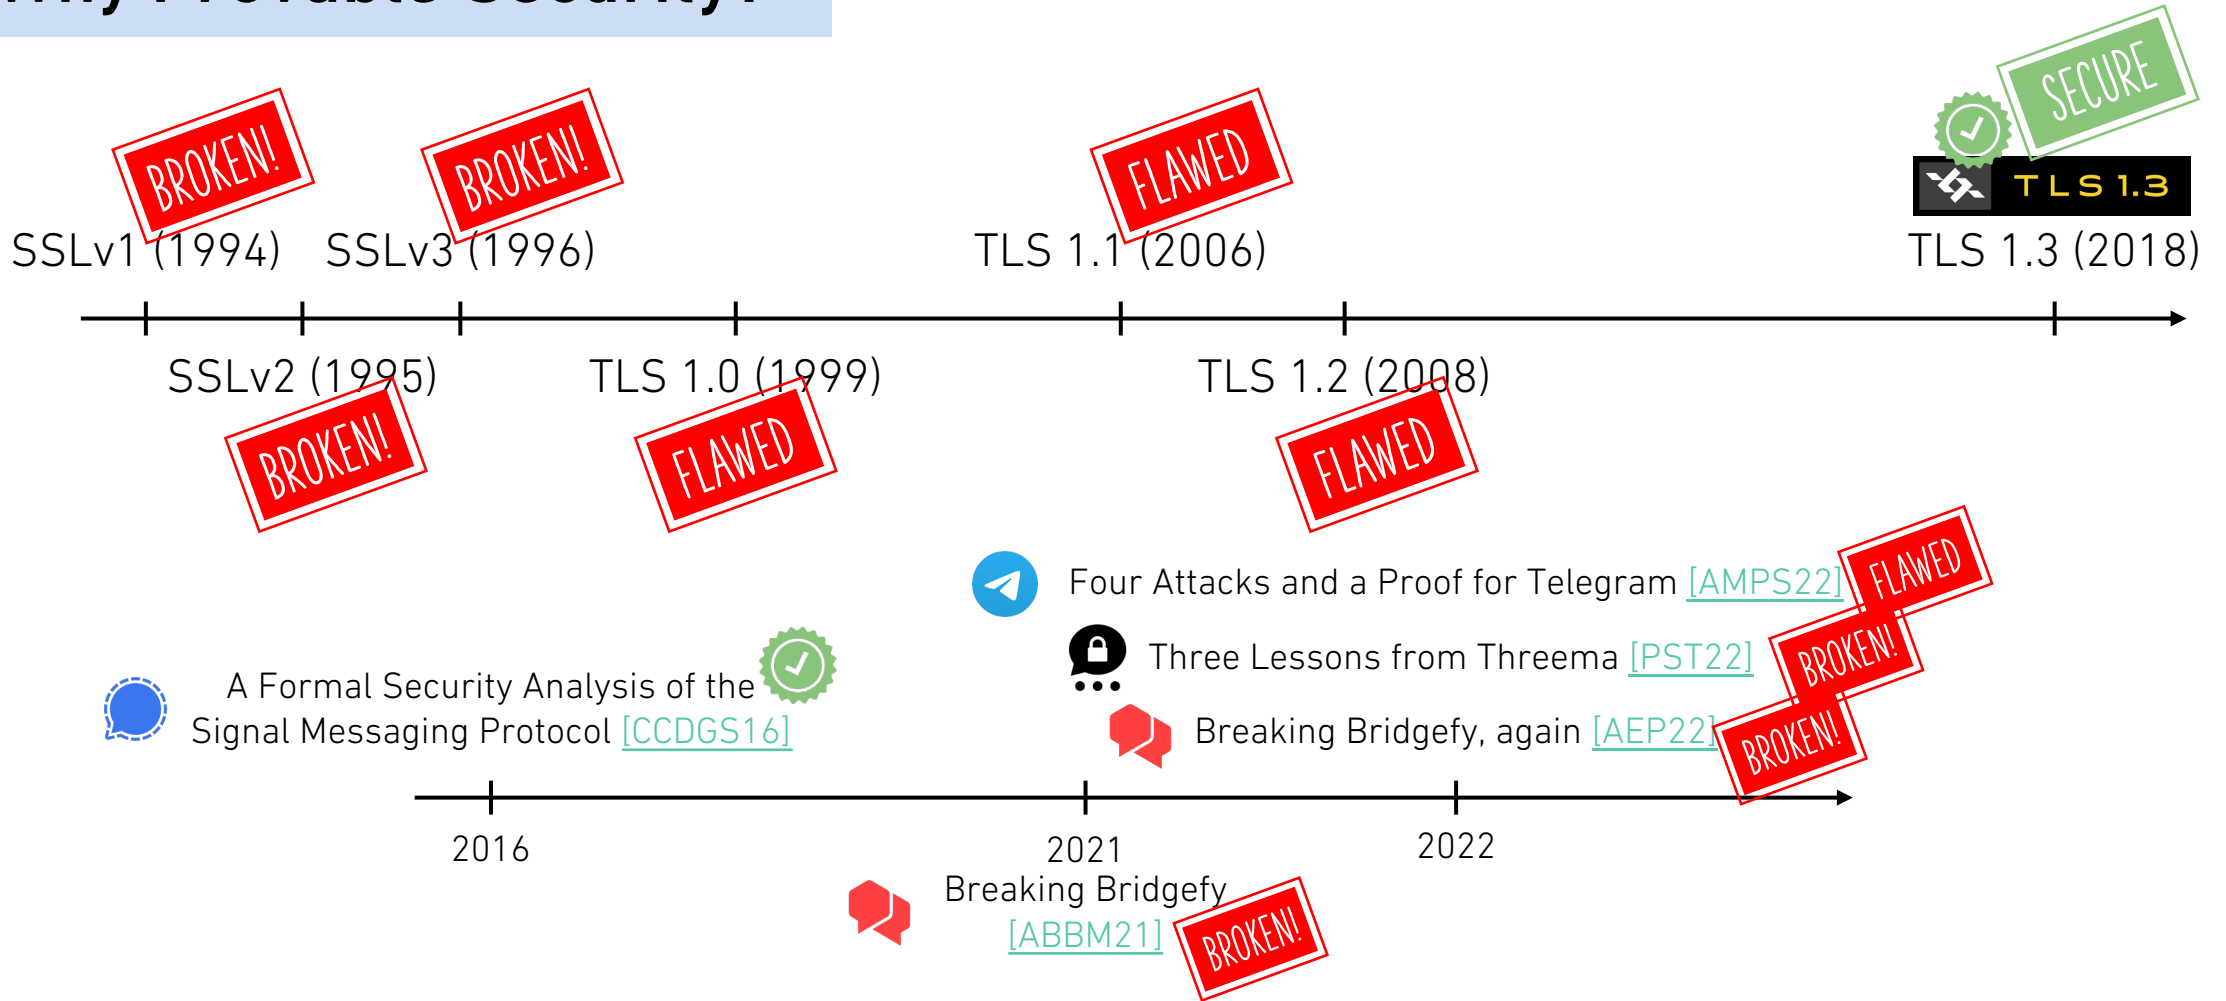 Why Provable Security?
BROKEN!
BROKEN!
FLAWED
SECURE
TLS 1.3
SSLv1 (1994)
SSLv3 (1996)
TLS 1.1 (2006)
TLS 1.3 (2018)
SSLv2 (1995)
TLS 1.0 (1999)
TLS 1.2 (2008)
BROKEN!
FLAWED
FLAWED
Four Attacks and a Proof for Telegram [AMPS22]
FLAWED
Three Lessons from Threema [PST22]
BROKEN!
A Formal Security Analysis of the
Signal Messaging Protocol [CCDGS16]
Breaking Bridgefy, again [AEP22]
BROKEN!
2016
2021
2022
Breaking Bridgefy
[ABBM21]
BROKEN!